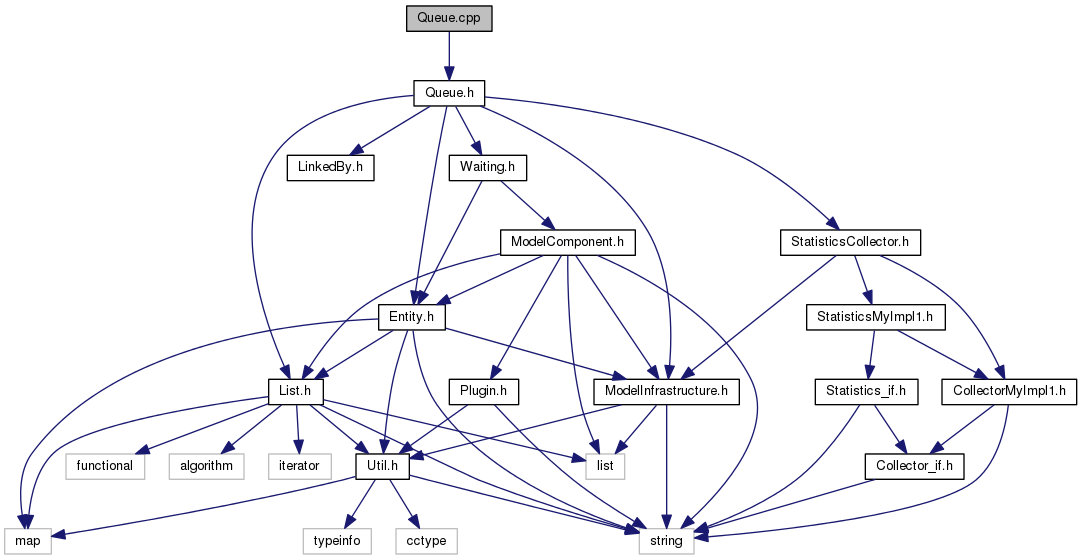 Queue.cpp
Queue.h
LinkedBy.h
Waiting.h
ModelComponent.h
StatisticsCollector.h
Entity.h
StatisticsMyImpl1.h
List.h
Plugin.h
ModelInfrastructure.h
Statistics_if.h
CollectorMyImpl1.h
functional
algorithm
iterator
Util.h
list
Collector_if.h
map
typeinfo
cctype
string